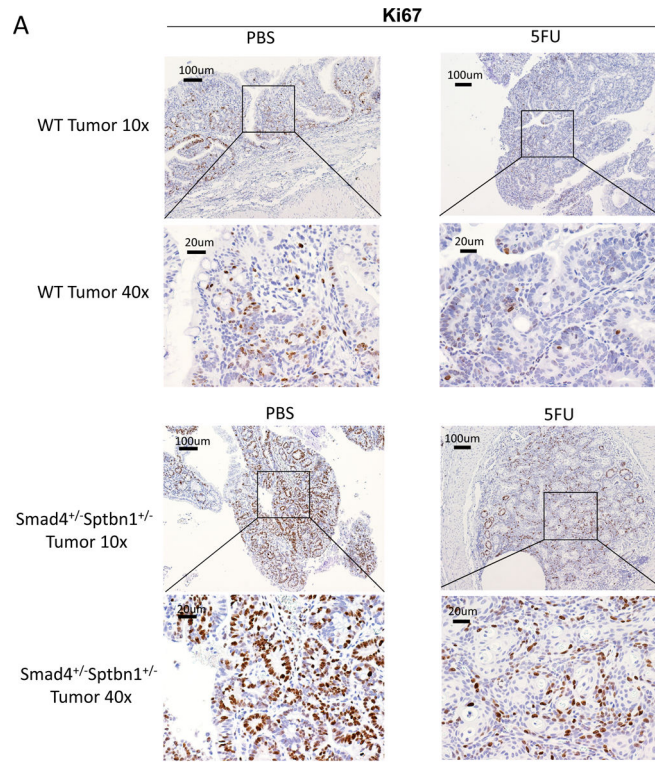 A
Ki67
PBS 5FU
100um 100um
WT Tumor 10x
20um 20um
WT Tumor 40x
PBS 5FU
100um 100um
Smad4+/-Sptbn1+/-
Tumor 10x
20um 20um
Smad4+/-Sptbn1+/-
Tumor 40x